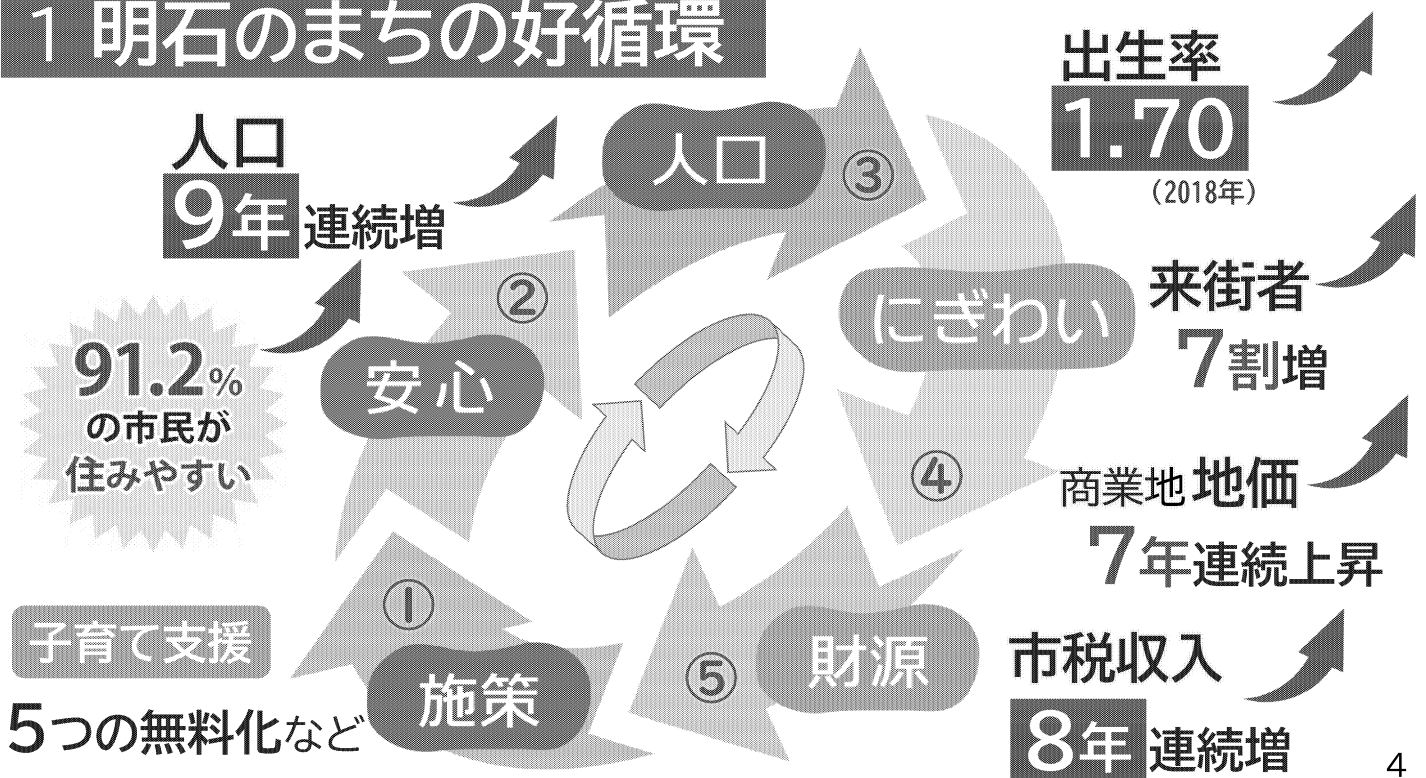 1 明石のまちの好循環
人口
9年連続増
91.2%
の市民が
住みやすい
子育て支援
5つの無料化など
①
施策
②
安心
③
人口
にぎわい
④
財源
⑤
出生率
1.70
（2018年）
来街者
7割増
商業地 地価
7年連続上昇
市税収入
8年連続増
4